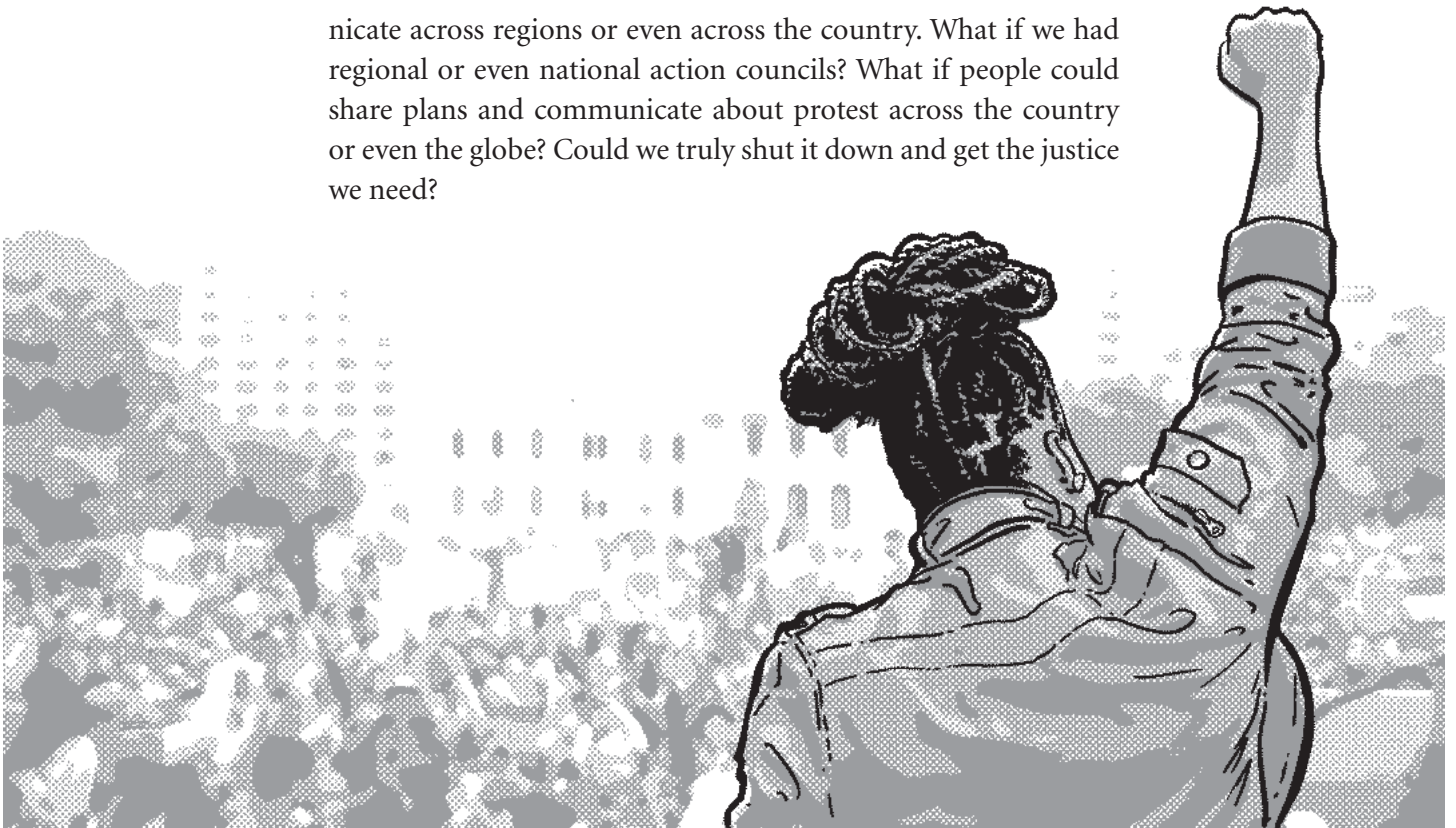 nicate across regions or even across the country. What if we had
regional or even national action councils? What if people could
share plans and communicate about protest across the country
or even the globe? Could we truly shut it down and get the justice
we need?